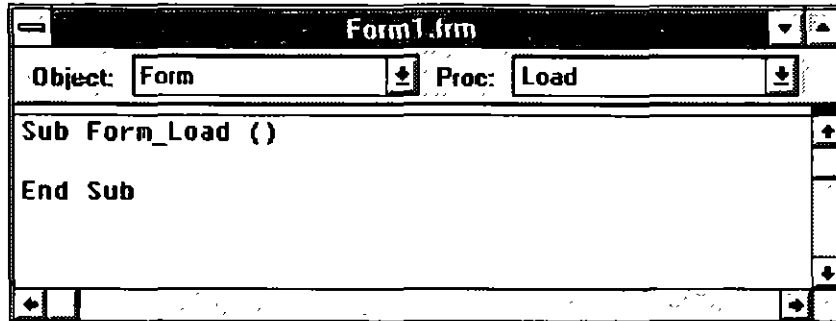 Form1.frm
Object: Form Proc: Load
Sub Form_Load ()
End Sub